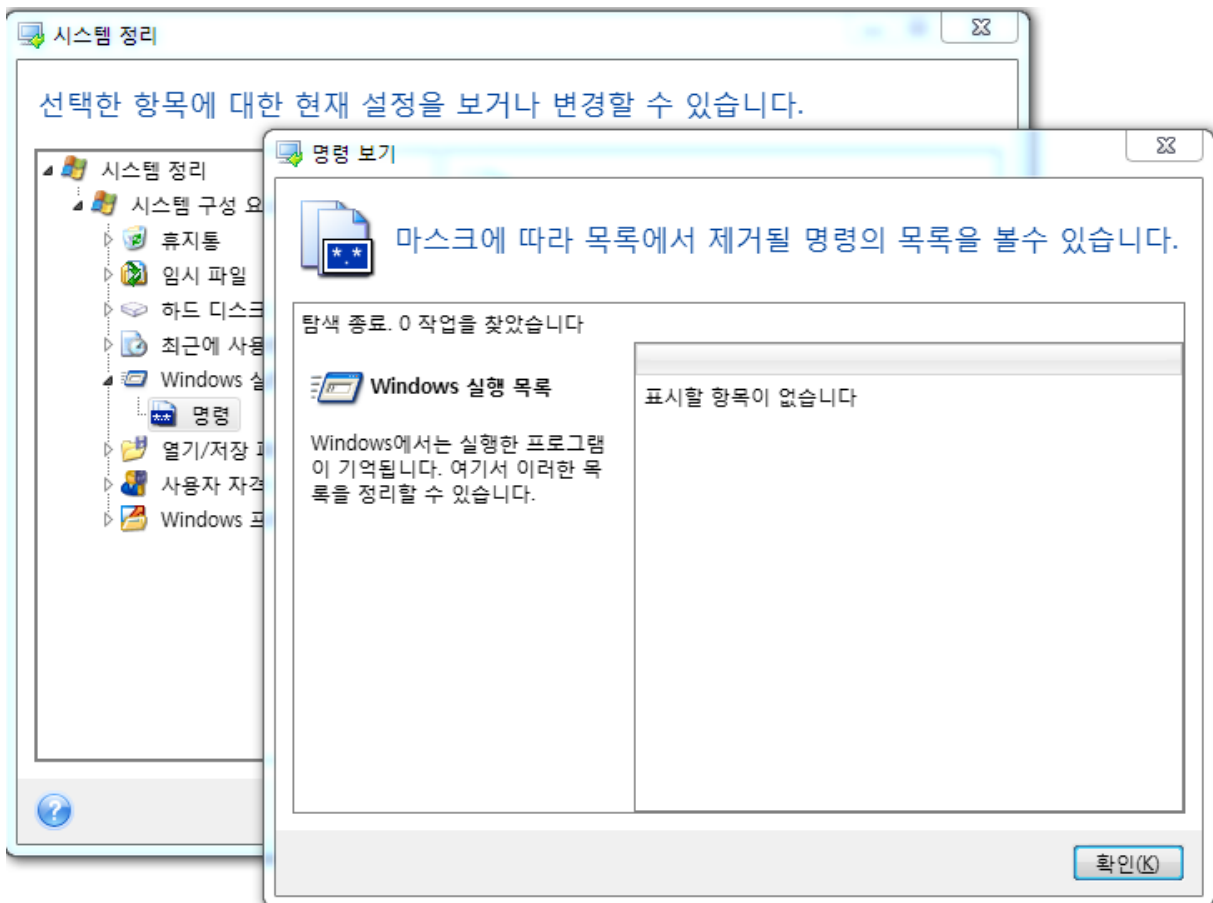 시스템 정리
선택한 항목에 대한 현재 설정을 보거나 변경할 수 있습니다.
시스템 정리
시스템 구성 요
휴지통
임시 파일
하드 디스크
최근에 사용
Windows 실
명령
열기/저장
사용자 자격
Windows 프
명령 보기
마스크에 따라 목록에서 제거될 명령의 목록을 볼수 있습니다.
탐색 종료. 0 작업을 찾았습니다
Windows 실행 목록
Windows에서는 실행한 프로그램
이 기억됩니다. 여기서 이러한 목
록을 정리할 수 있습니다.
표시할 항목이 없습니다
확인(K)